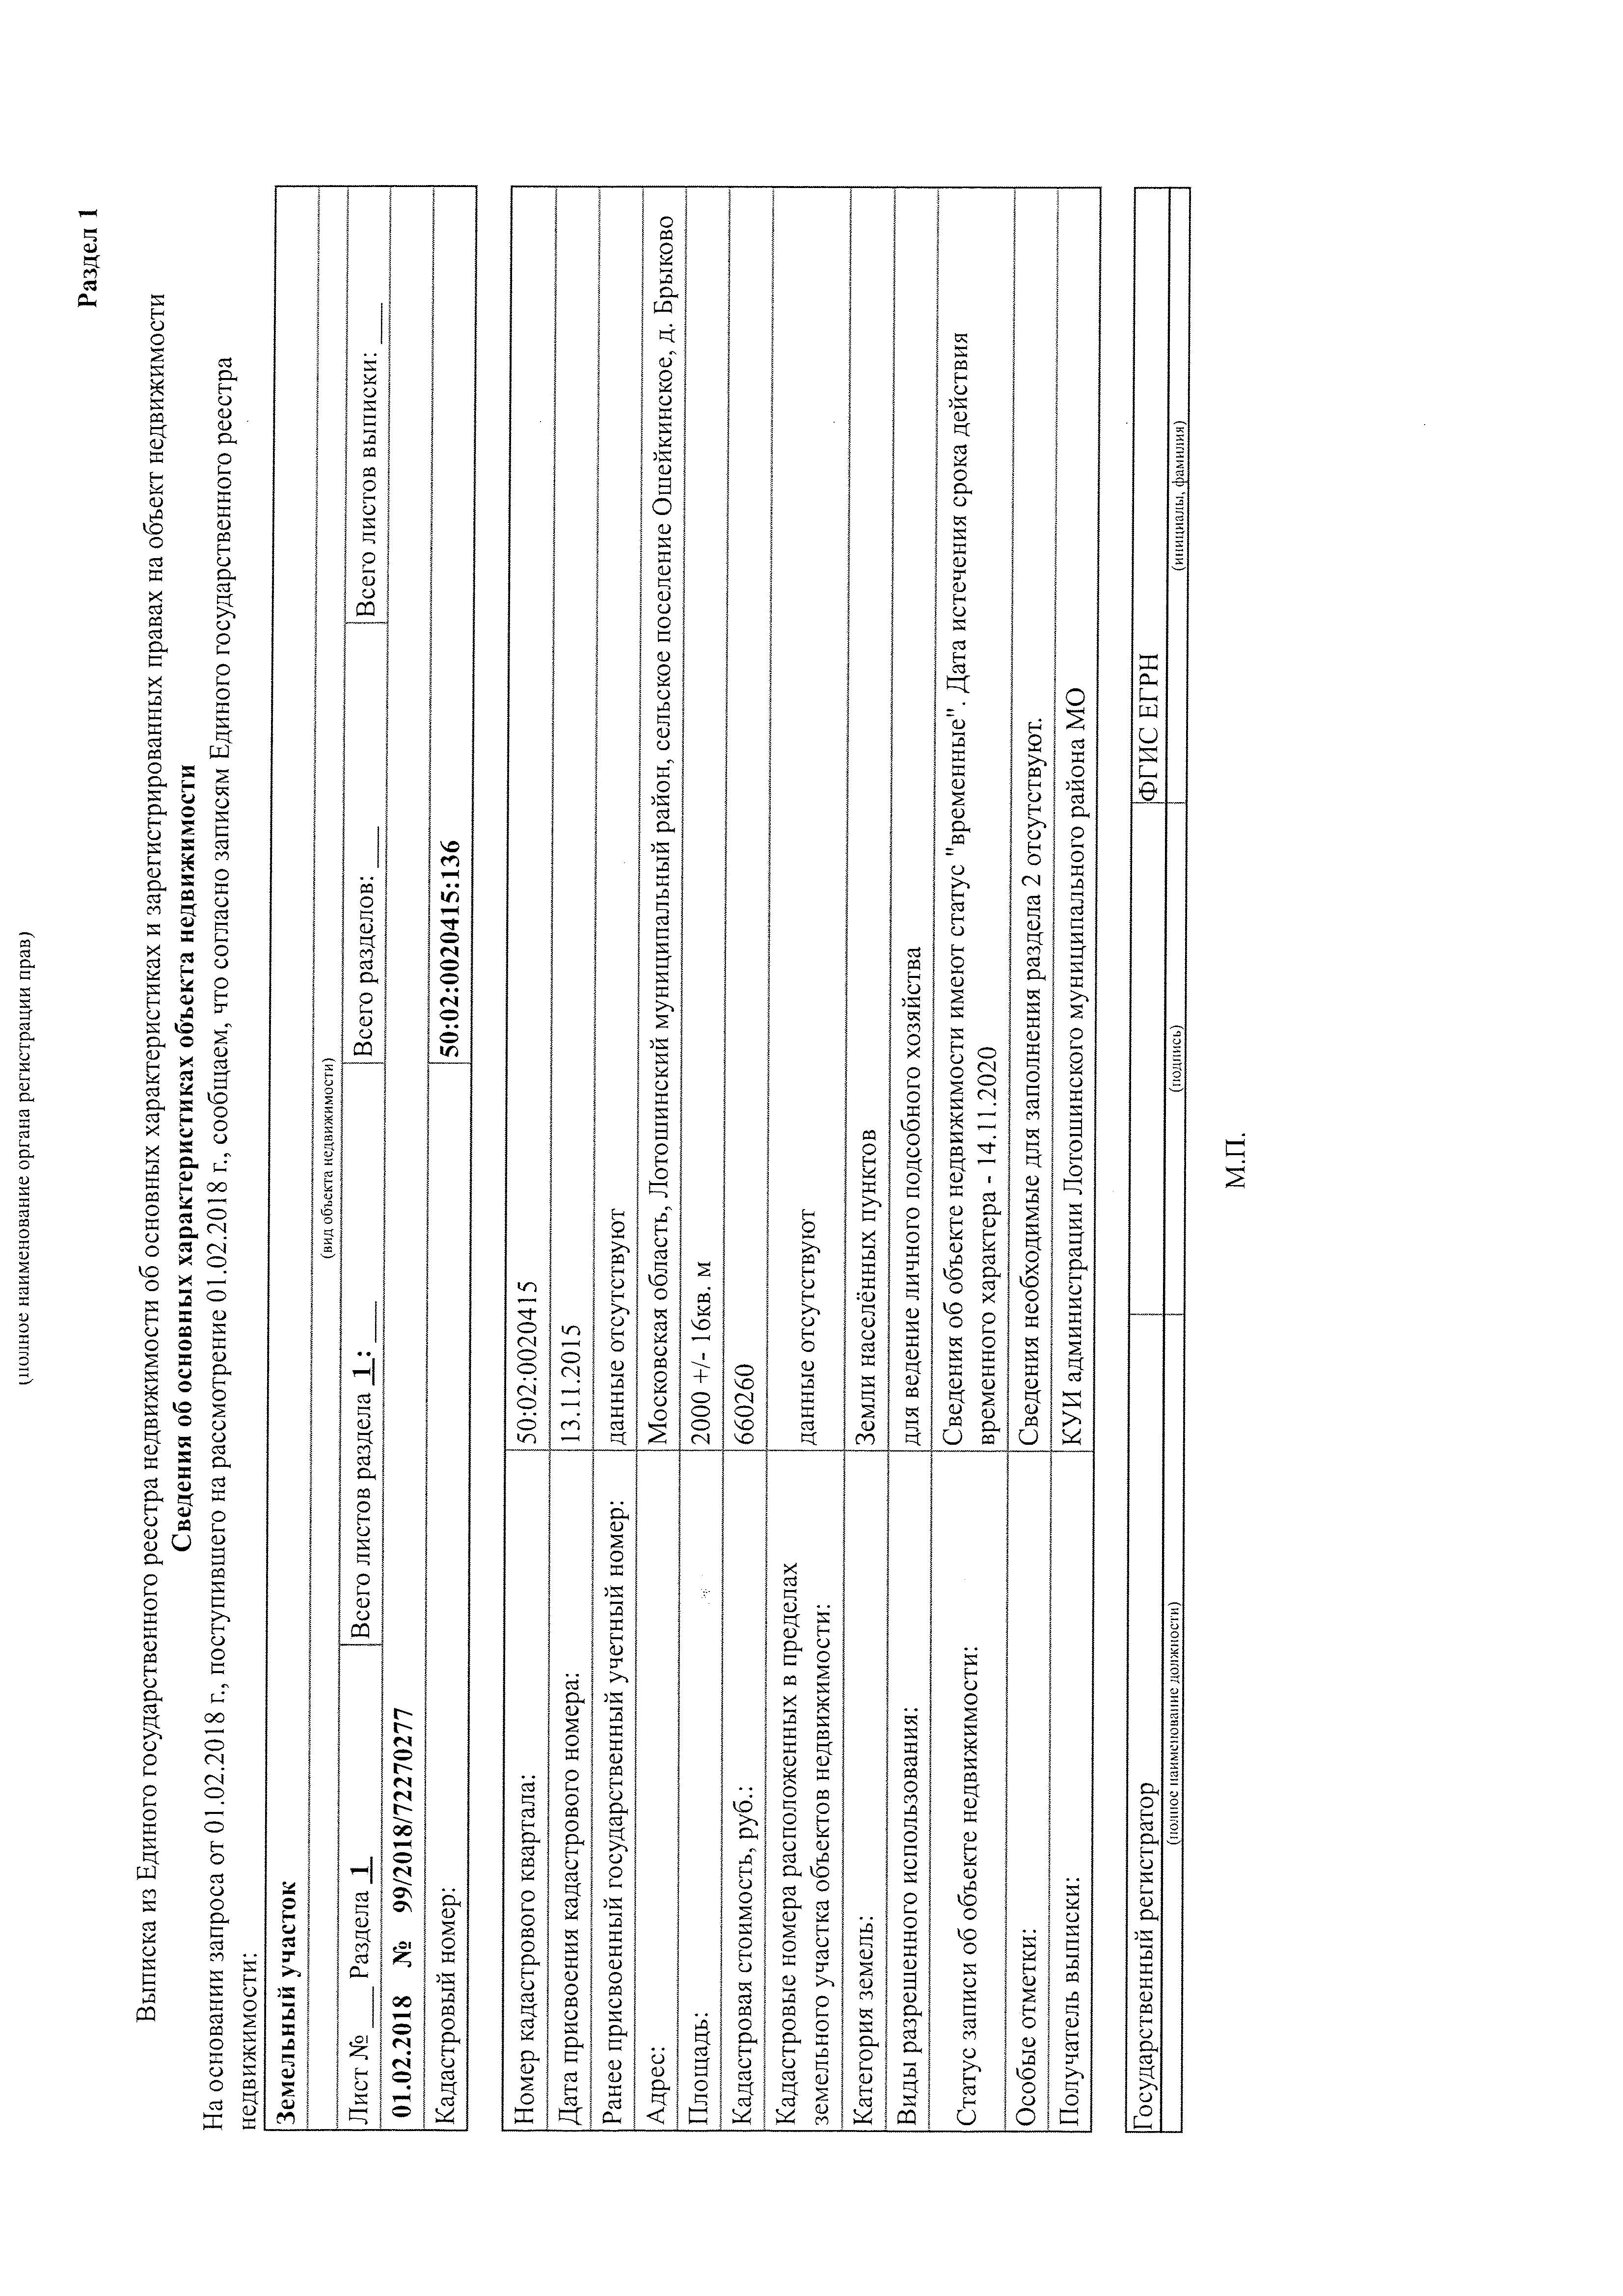 (полное наименование органа регистрации прав)
Раздел 1
Выписка из Единого государственного реестра недвижимости об основных характеристиках и зарегистрированных правах на объект недвижимости
Сведения об основных характеристиках объекта недвижимости
На основании запроса от 01.02.2018 г., поступившего на рассмотрение 01.02.2018 г., сообщаем, что согласно записям Единого государственного реестра
недвижимости:
Земельный участок
(вид объекта недвижимости)
Лист № ___ Раздела 1 Всего листов раздела 1: ___ Всего разделов: ___ Всего листов выписки: ___
01.02.2018 № 99/2018/72270277
Кадастровый номер: 50:02:0020415:136
Номер кадастрового квартала: 50:02:0020415
Дата присвоения кадастрового номера: 13.11.2015
Ранее присвоенный государственный учетный номер: данные отсутствуют
Адрес: Московская область, Лотошинский муниципальный район, сельское поселение Ошейкинское, д. Брыково
Площадь: 2000 +/- 16кв. м
Кадастровая стоимость, руб.: 660260
Кадастровые номера расположенных в пределах
земельного участка объектов недвижимости: данные отсутствуют
Категория земель: Земли населённых пунктов
Виды разрешенного использования: для ведение личного подсобного хозяйства
Статус записи об объекте недвижимости: Сведения об объекте недвижимости имеют статус "временные". Дата истечения срока действия
временного характера - 14.11.2020
Особые отметки: Сведения необходимые для заполнения раздела 2 отсутствуют.
Получатель выписки: КУИ администрации Лотошинского муниципального района МО
Государственный регистратор ФГИС ЕГРН
(полное наименование должности) (подпись) (инициалы, фамилия)
М.П.